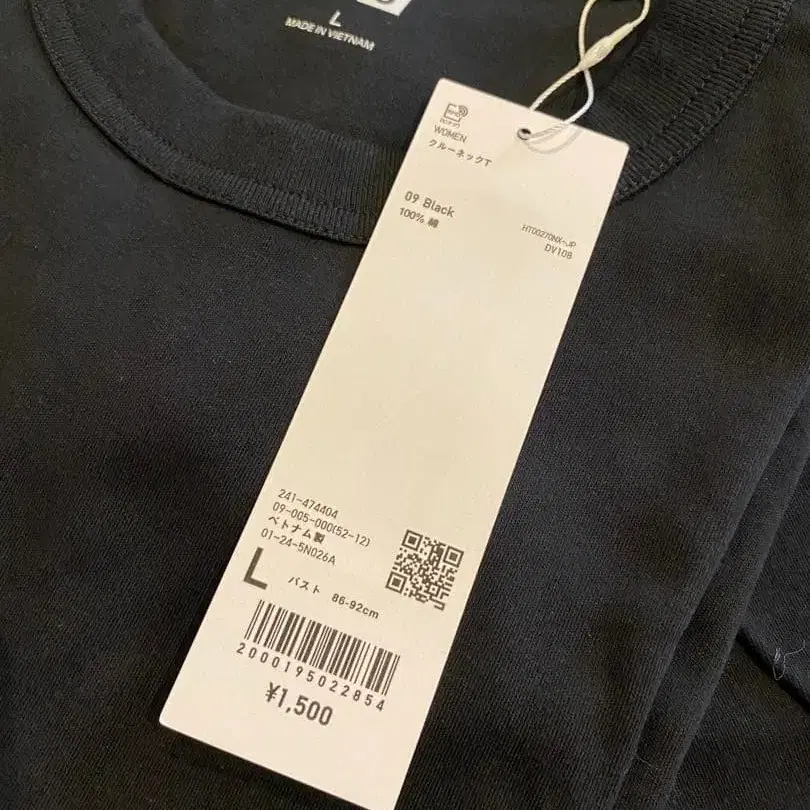 L
MADE IN VIETNAM
WOMEN
クルーネックT
09 Black
100% 綿
HT00270NX-JP
DV108
241-474404
09-005-000(52-12)
ベトナム製
01-24-5N026A
L バスト 86-92cm
2000195022854
¥1,500